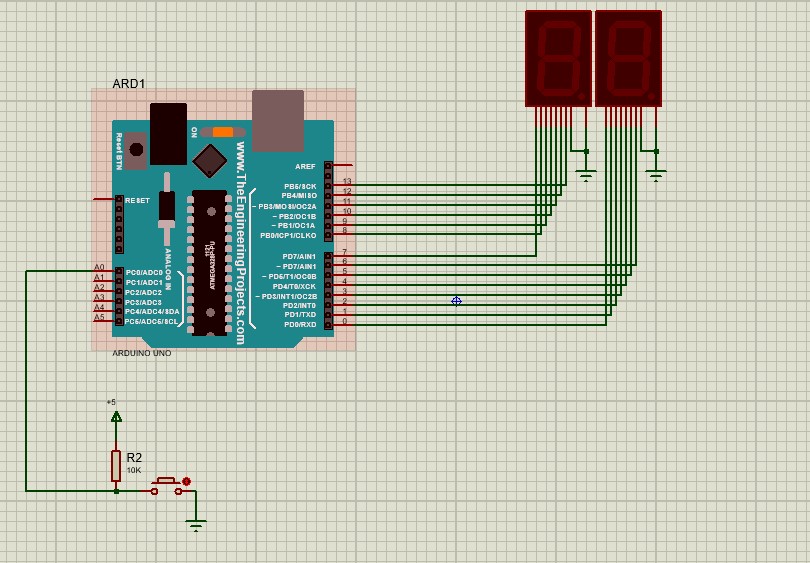 ARD1
Reset BTN
ON
www.TheEngineeringProjects.com
AREF
RESET
PB5/SCK 13
PB4/MISO 12
~ PB3/MOSI/OC2A 11
~ PB2/OC1B 10
~ PB1/OC1A 9
PB0/ICP1/CLKO 8
PD7/AIN1 7
~ PD7/AIN1 6
~ PD6/T1/OC0B 5
PD4/T0/XCK 4
~ PD3/INT1/OC2B 3
PD2/INT0 2
PD1/TXD 1
PD0/RXD 0
ANALOG IN
A0 PC0/ADC0
A1 PC1/ADC1
A2 PC2/ADC2
A3 PC3/ADC3
A4 PC4/ADC4/SDA
A5 PC5/ADC5/SCL
1121
ARDUINO UNO
+5
R2
10K